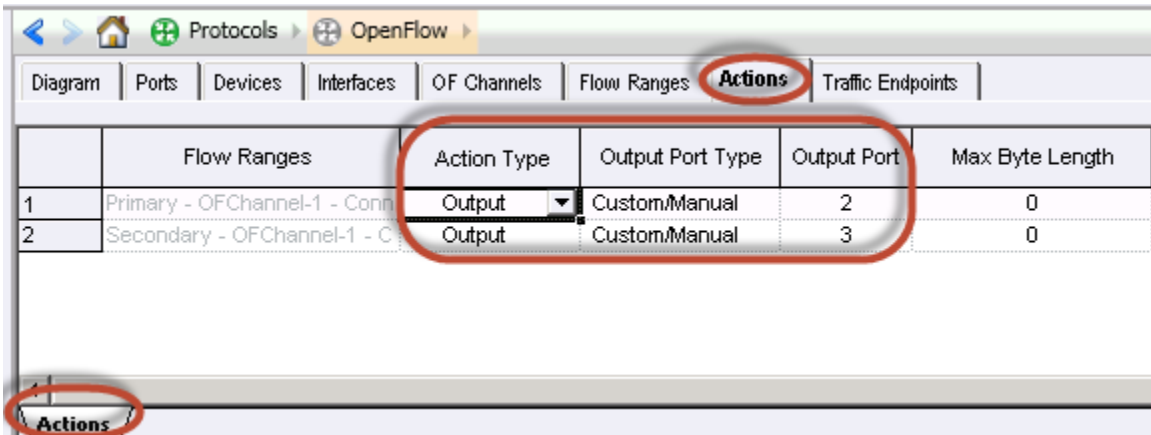 Protocols OpenFlow
Diagram Ports Devices Interfaces OF Channels Flow Ranges Actions Traffic Endpoints
Flow Ranges Action Type Output Port Type Output Port Max Byte Length
1 Primary - OFChannel-1 - Conn Output Custom/Manual 2 0
2 Secondary - OFChannel-1 - C Output Custom/Manual 3 0
Actions